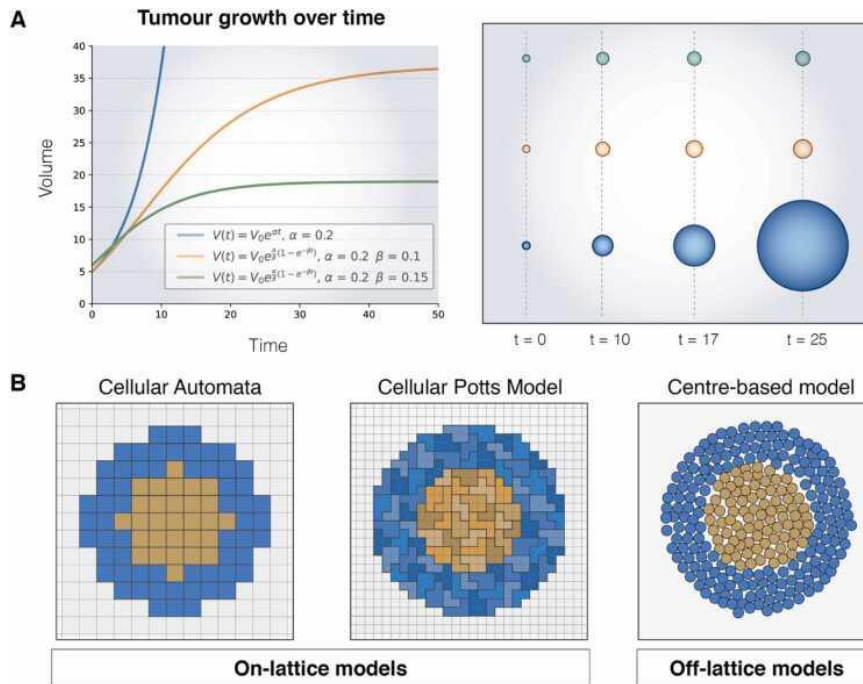 A
Tumour growth over time
40
35
30
25
20
15
10
5
0
Volume
0 10 20 30 40 50
Time
V(t) = V₀e^{αt}, α = 0.2
V(t) = V₀e^{α/β(1−e^{−βt})}, α = 0.2 β = 0.1
V(t) = V₀e^{α/β(1−e^{−βt})}, α = 0.2 β = 0.15
t = 0 t = 10 t = 17 t = 25
B
Cellular Automata Cellular Potts Model Centre-based model
On-lattice models Off-lattice models